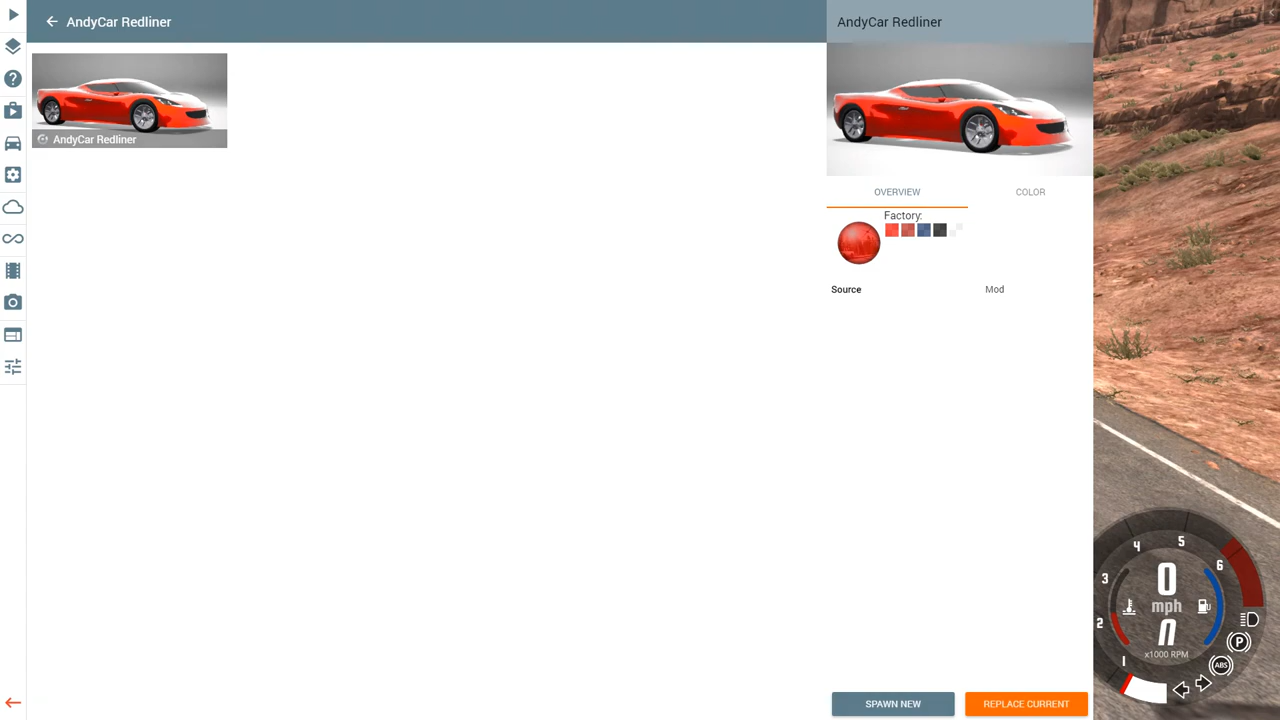 AndyCar Redliner
AndyCar Redliner
AndyCar Redliner
OVERVIEW
COLOR
Factory:
Source
Mod
SPAWN NEW
REPLACE CURRENT
1
2
3
4
5
6
0
mph
n
x1000 RPM
P
ABS